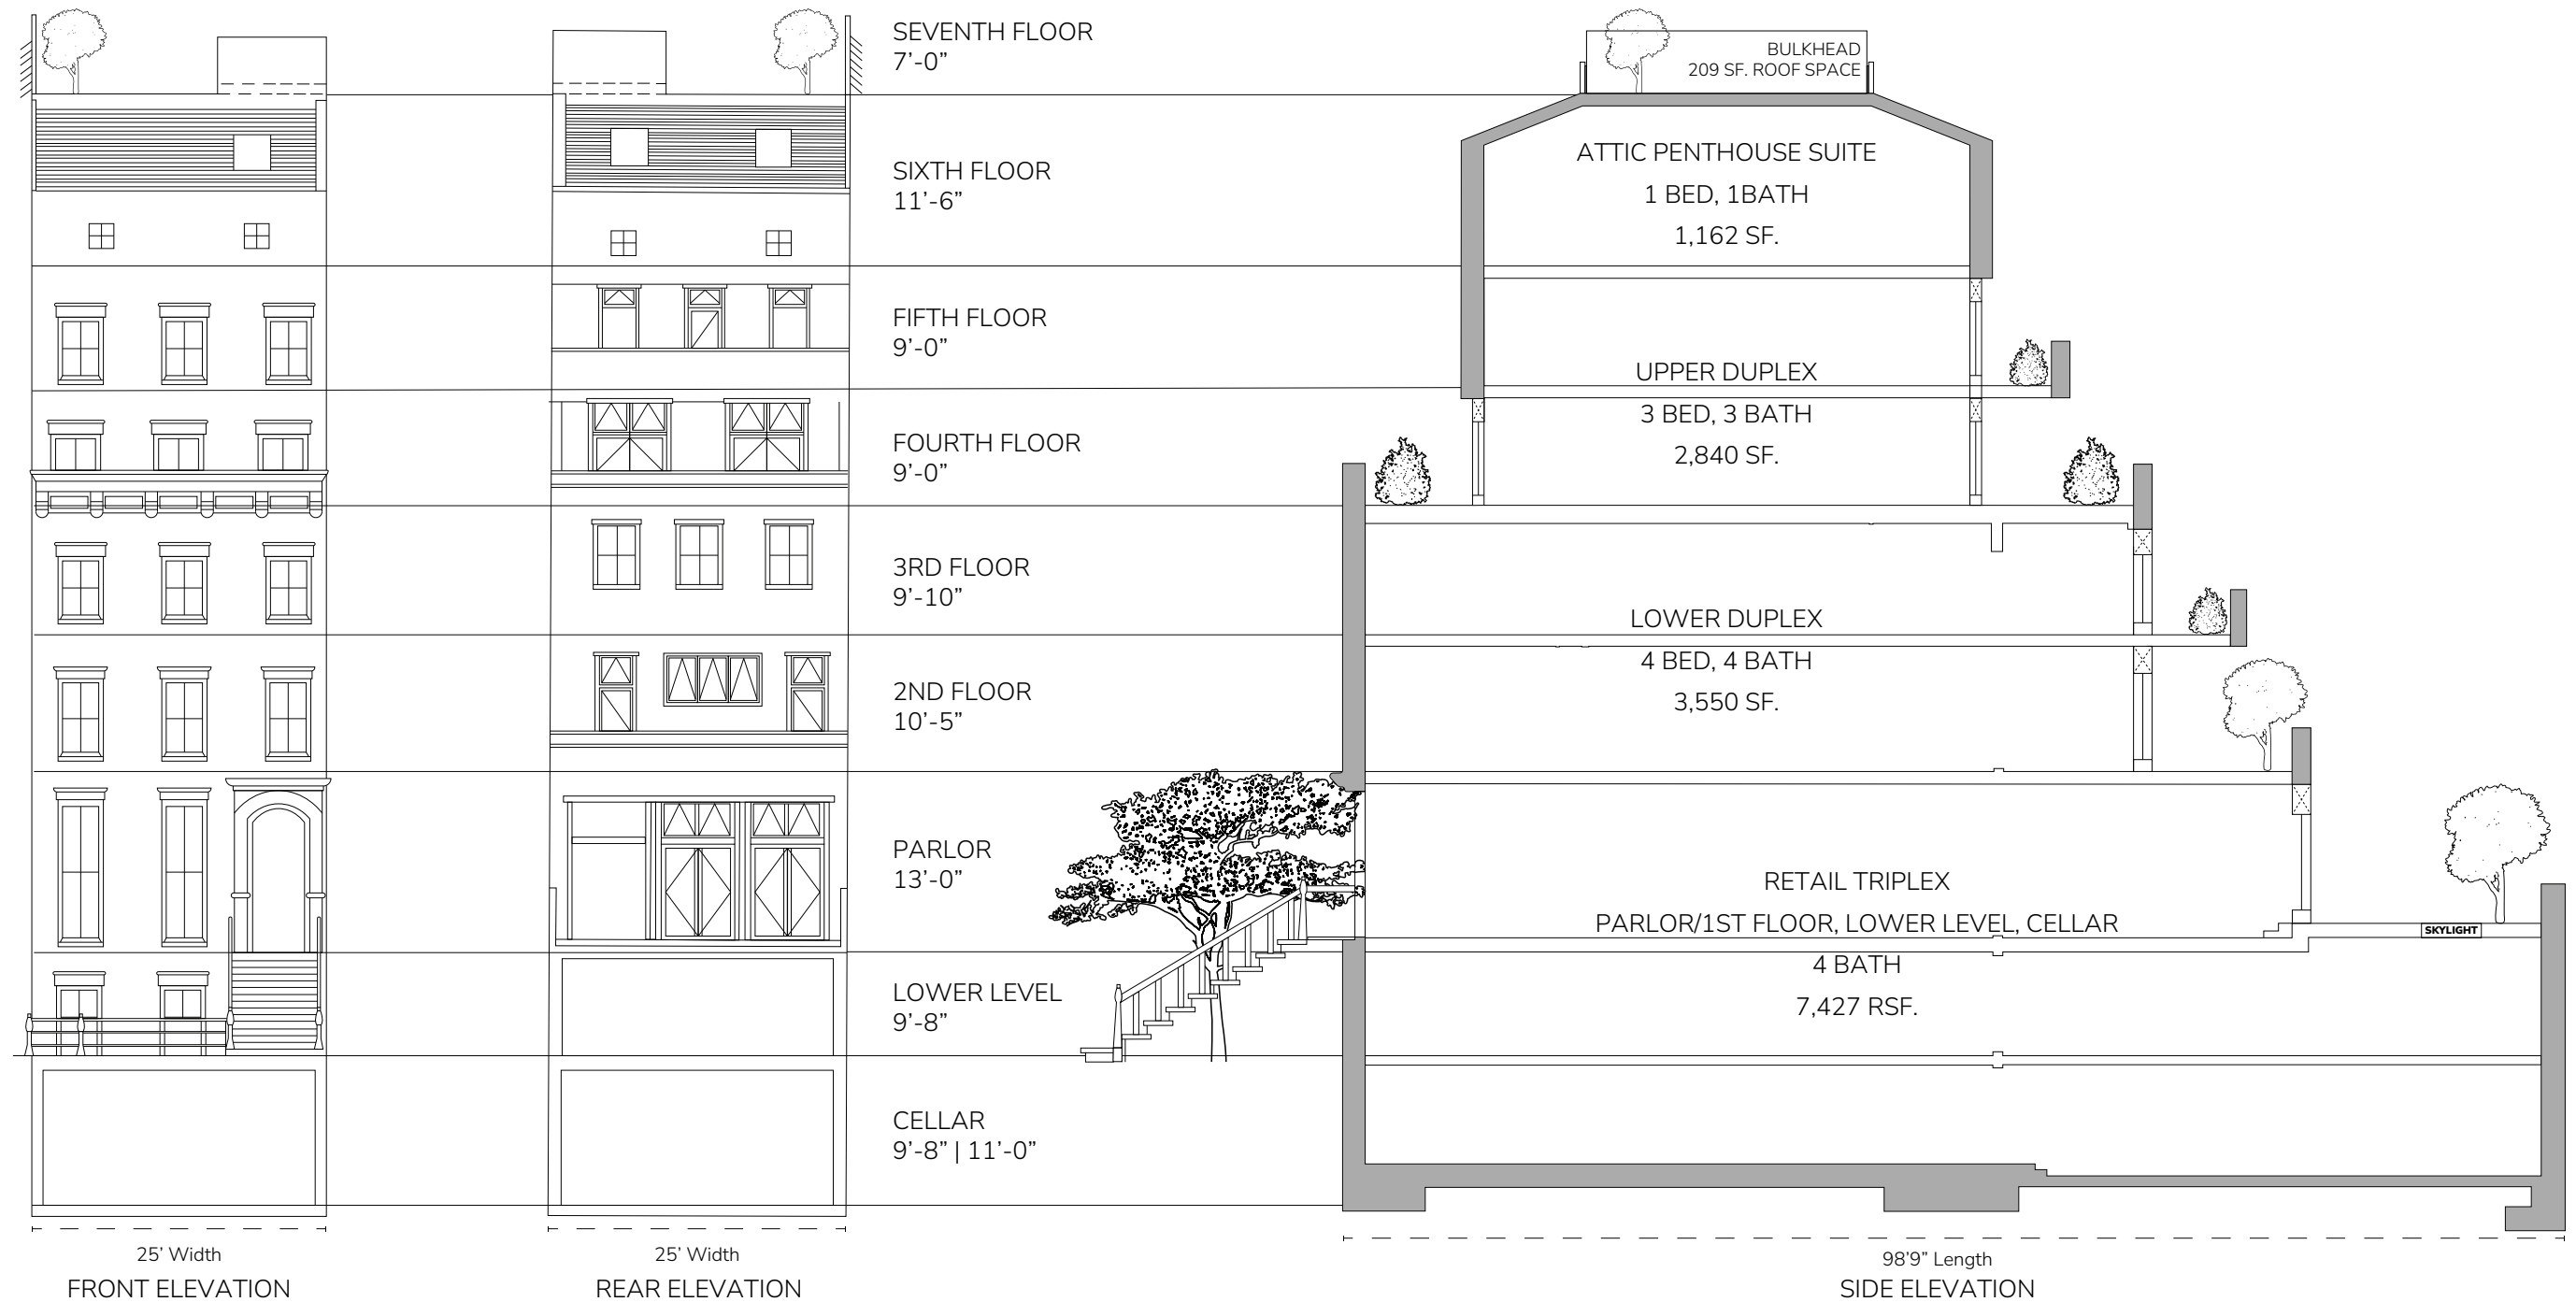 SEVENTH FLOOR
7’-0”
SIXTH FLOOR
11’-6”
FIFTH FLOOR
9’-0”
FOURTH FLOOR
9’-0”
3RD FLOOR
9’-10”
2ND FLOOR
10’-5”
PARLOR
13’-0”
LOWER LEVEL
9’-8”
CELLAR
9’-8” | 11’-0”
BULKHEAD
209 SF. ROOF SPACE
ATTIC PENTHOUSE SUITE
1 BED, 1BATH
1,162 SF.
UPPER DUPLEX
3 BED, 3 BATH
2,840 SF.
LOWER DUPLEX
4 BED, 4 BATH
3,550 SF.
RETAIL TRIPLEX
PARLOR/1ST FLOOR, LOWER LEVEL, CELLAR
4 BATH
7,427 RSF.
SKYLIGHT
25’ Width
FRONT ELEVATION
25’ Width
REAR ELEVATION
98’9” Length
SIDE ELEVATION